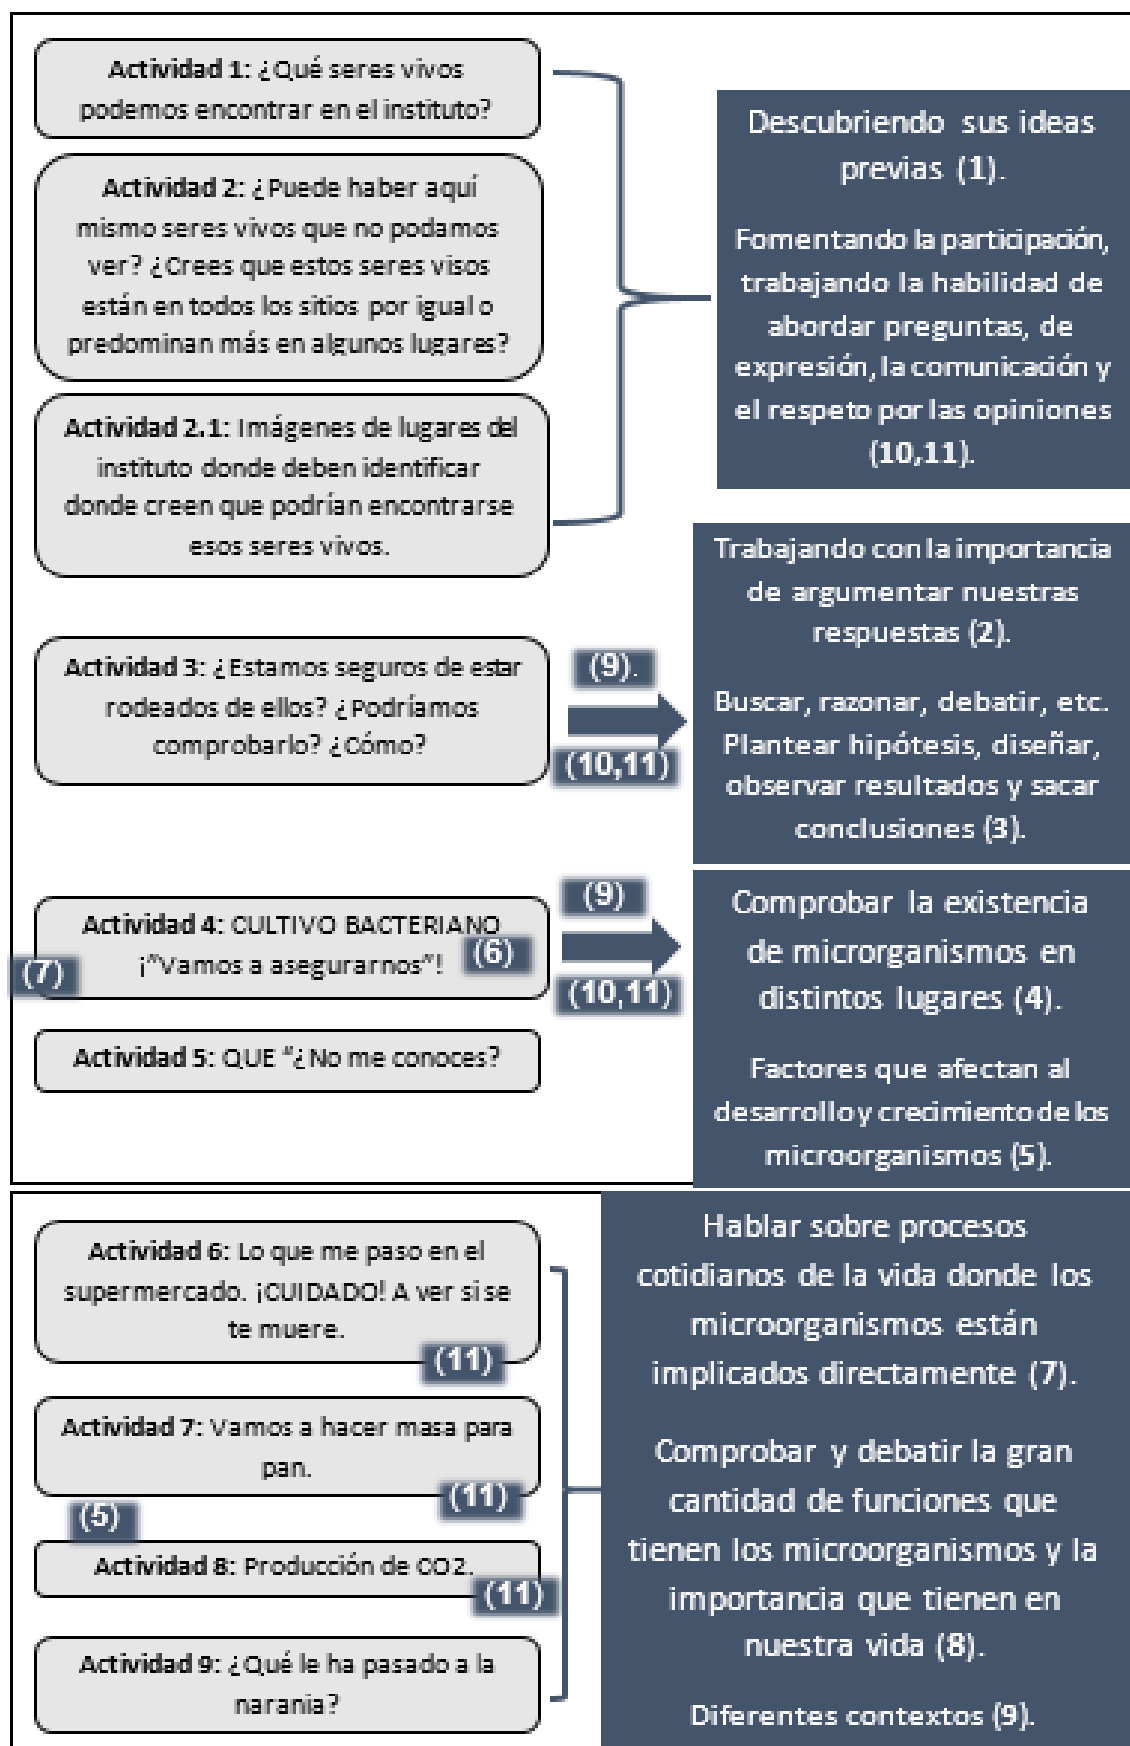 Actividad 1: ¿Qué seres vivos
podemos encontrar en el instituto?
Actividad 2: ¿Puede haber aquí
mismo seres vivos que no podamos
ver? ¿Crees que estos seres visos
están en todos los sitios por igual o
predominan más en algunos lugares?
Actividad 2.1: Imágenes de lugares del
instituto donde deben identificar
donde creen que podrían encontrarse
esos seres vivos.
Descubriendo sus ideas
previas (1).
Fomentando la participación,
trabajando la habilidad de
abordar preguntas, de
expresión, la comunicación y
el respeto por las opiniones
(10,11).
Actividad 3: ¿Estamos seguros de estar
rodeados de ellos? ¿Podríamos
comprobarlo? ¿Cómo?
(9).
(10,11)
Trabajando con la importancia
de argumentar nuestras
respuestas (2).
Buscar, razonar, debatir, etc.
Plantear hipótesis, diseñar,
observar resultados y sacar
conclusiones (3).
Actividad 4: CULTIVO BACTERIANO
¡"Vamos a asegurarnos"!
(6)
(7)
(9)
(10,11)
Actividad 5: QUE "¿No me conoces?
Comprobar la existencia
de microrganismos en
distintos lugares (4).
Factores que afectan al
desarrollo y crecimiento de los
microorganismos (5).
Actividad 6: Lo que me paso en el
supermercado. ¡CUIDADO! A ver si se
te muere.
(11)
Actividad 7: Vamos a hacer masa para
pan.
(11)
(5)
Actividad 8: Producción de CO2.
(11)
Actividad 9: ¿Qué le ha pasado a la
naranja?
Hablar sobre procesos
cotidianos de la vida donde los
microorganismos están
implicados directamente (7).
Comprobar y debatir la gran
cantidad de funciones que
tienen los microorganismos y la
importancia que tienen en
nuestra vida (8).
Diferentes contextos (9).